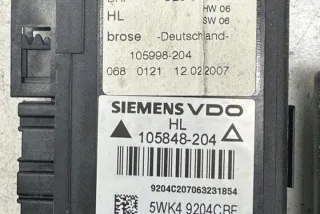 HW 06
HL
SW 06
brose -Deutschland-
105998-204
068 0121 12.02.2007
SIEMENS VDO
HL
105848-204
9204C207063231854
5WK4 9204CBF